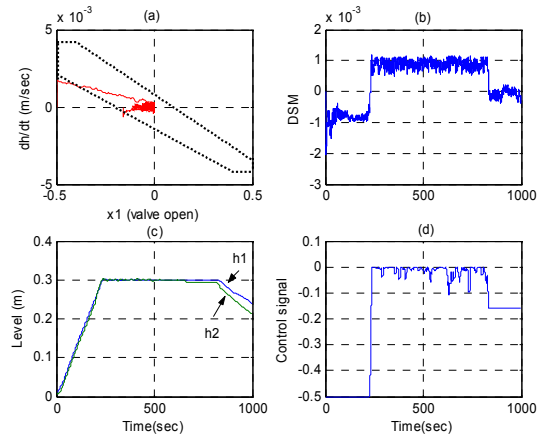 x 10⁻³
(a)
5
0
-5
-0.5
0
0.5
dh/dt (m/sec)
x1 (valve open)
x 10⁻³
(b)
2
1
0
-1
-2
-3
0
500
1000
DSM
(c)
0.4
0.3
0.2
0.1
0
0
500
1000
Level (m)
h1
h2
Time(sec)
(d)
0.1
0
-0.1
-0.2
-0.3
-0.4
-0.5
0
500
1000
Control signal
Time(sec)